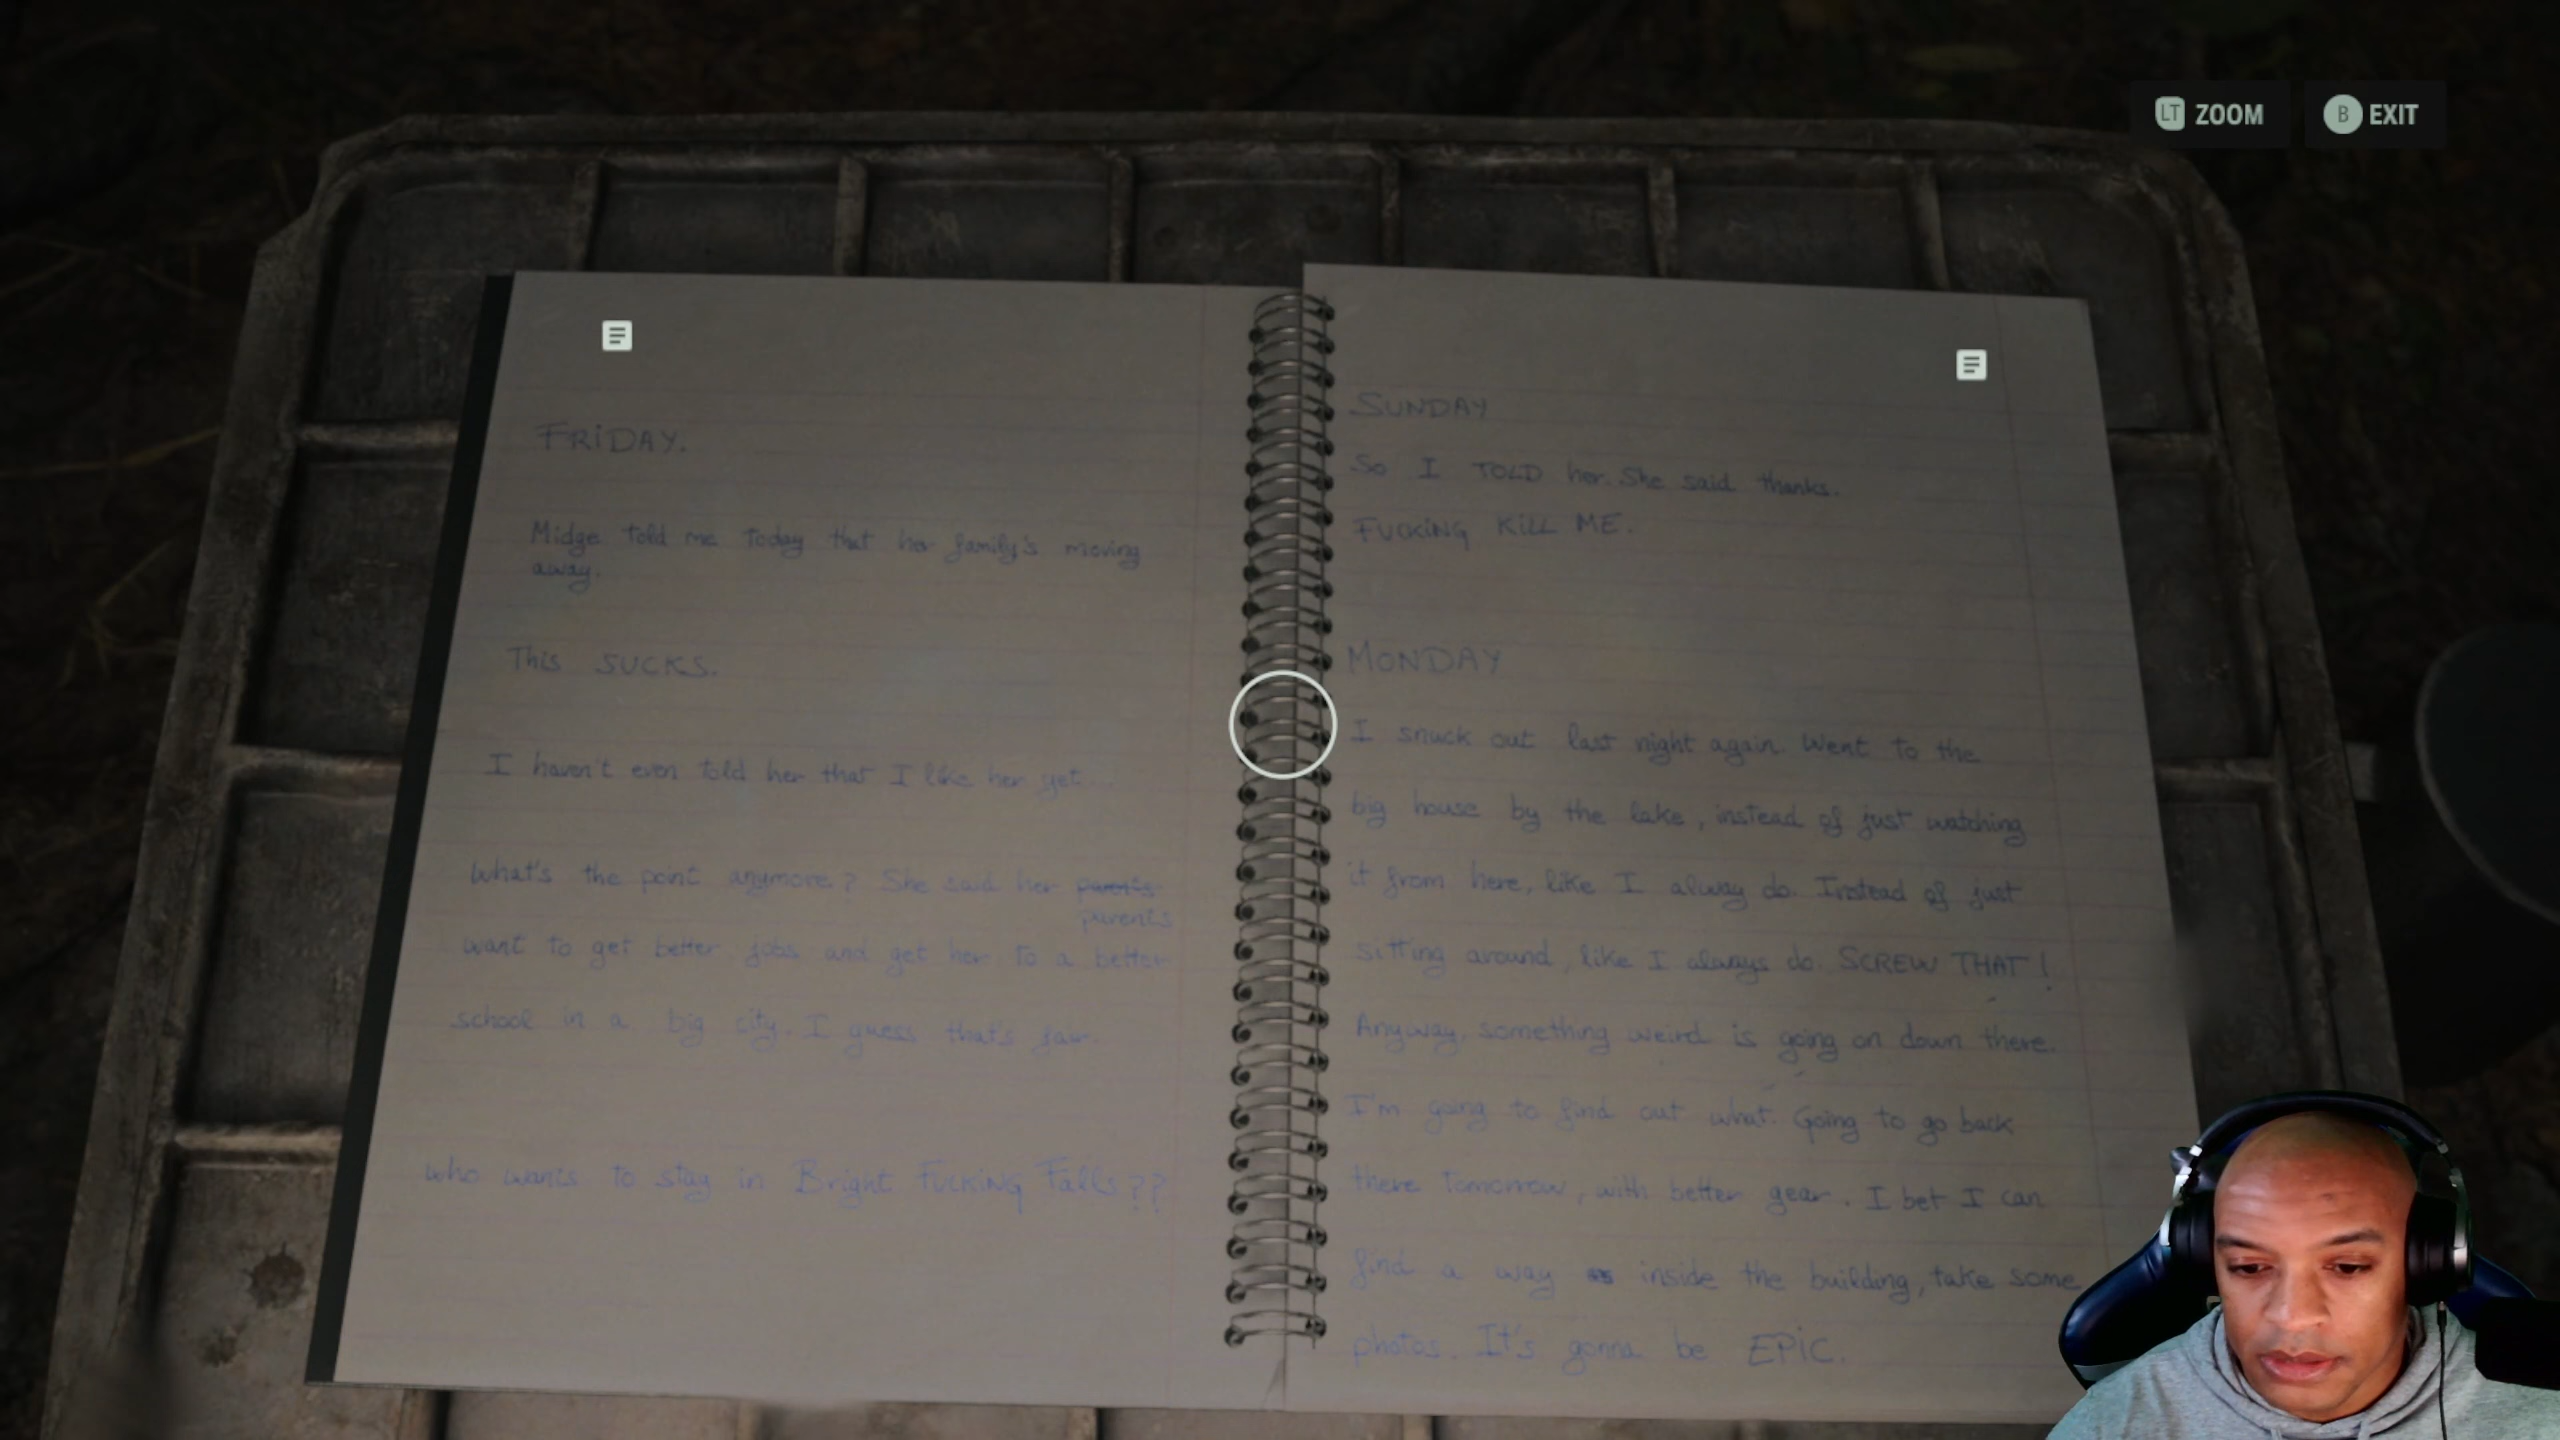 LT ZOOM B EXIT
FRIDAY.
Midge told me today that her family's moving
away.
This SUCKS.
I haven't even told her that I like her yet...
what's the point anymore? She said her parents
parents
want to get better jobs and get her to a better
school in a big city. I guess that's fair.
who wants to stay in Bright FUCKING Falls??
SUNDAY
So I TOLD her. She said thanks.
FUCKING KILL ME.
MONDAY
I snuck out last night again. Went to the
big house by the lake, instead of just watching
it from here, like I alway do. Instead of just
sitting around, like I always do. SCREW THAT!
Anyway, something weird is going on down there.
I'm going to find out what. Going to go back
there tomorrow, with better gear. I bet I can
find a way inside the building, take some
photos. It's gonna be EPIC.